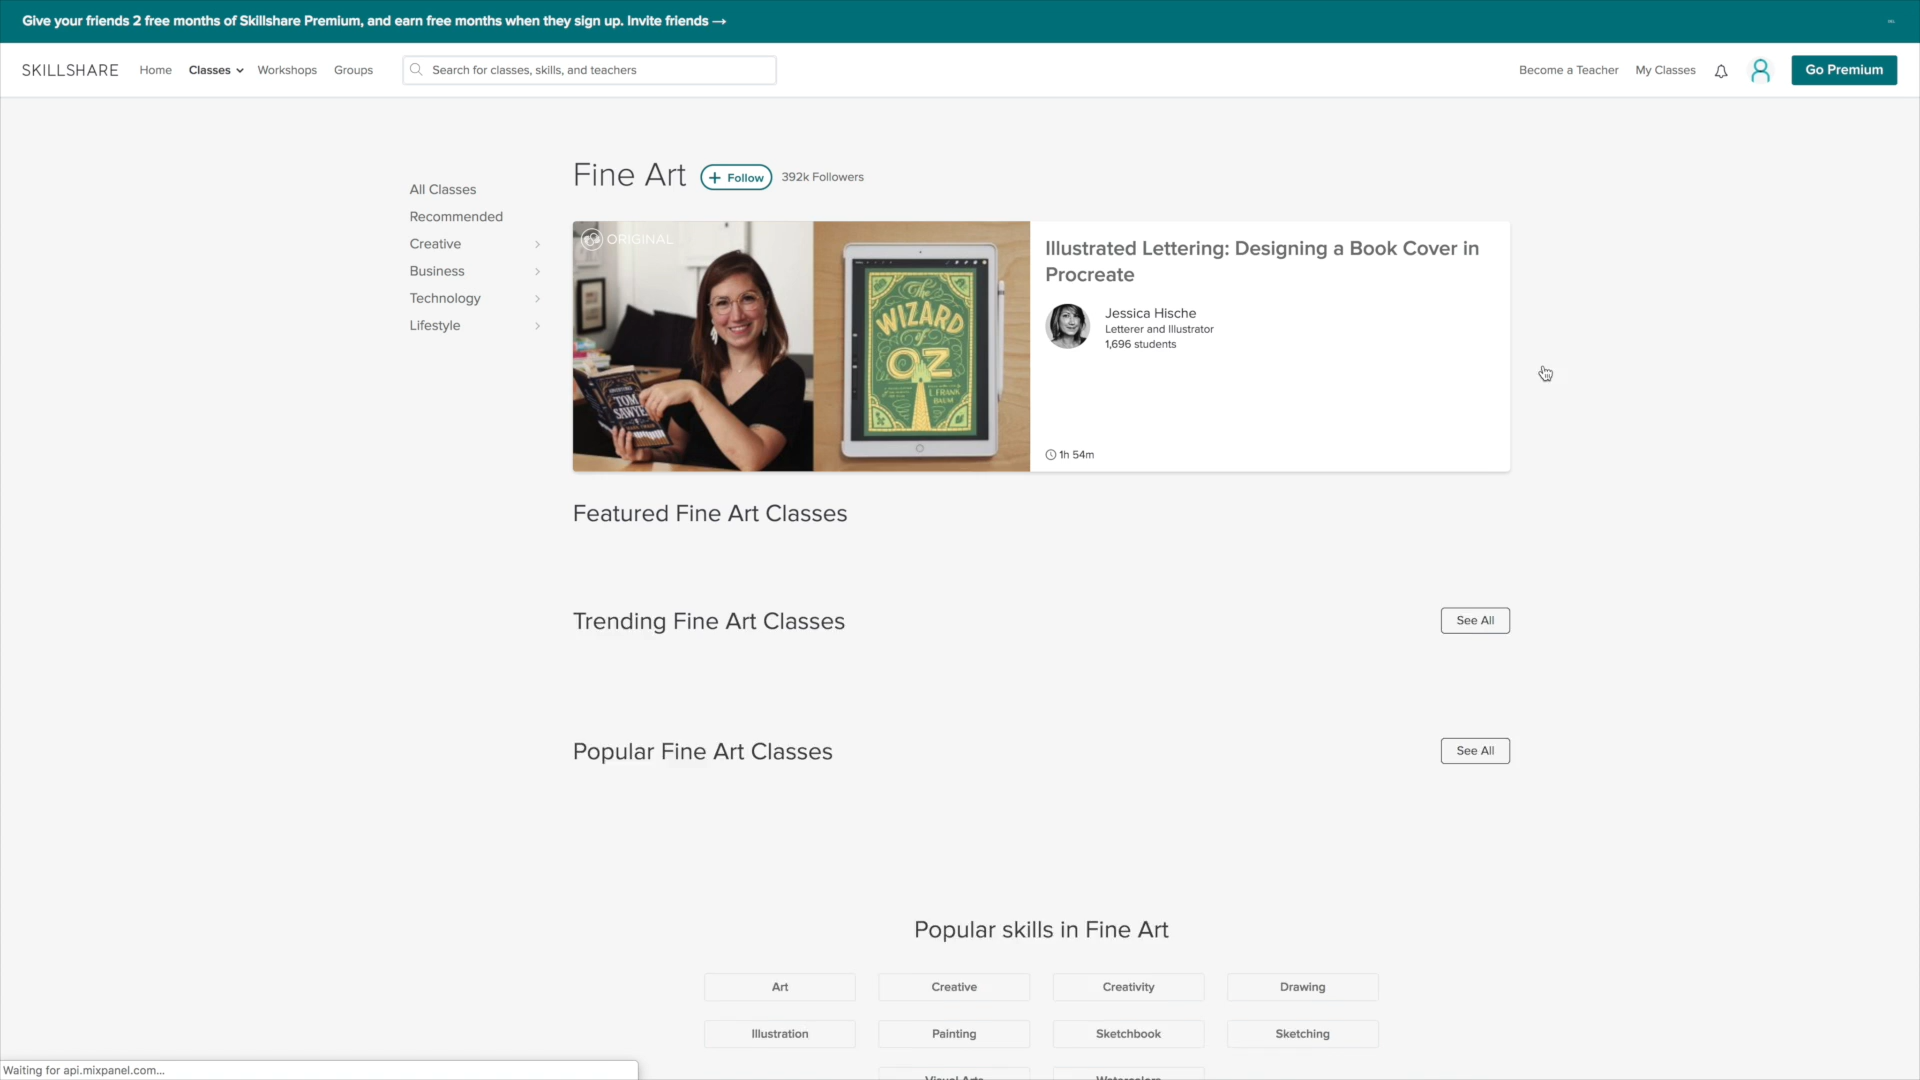 Give your friends 2 free months of Skillshare Premium, and earn free months when they sign up. Invite friends →
SKILLSHARE Home Classes Workshops Groups Search for classes, skills, and teachers Become a Teacher My Classes Go Premium
Fine Art + Follow 392k Followers
All Classes
Recommended
Creative
Business
Technology
Lifestyle
ORIGINAL
TOM
SAWYER
The
WIZARD
of
OZ
L. FRANK
BAUM
Illustrated Lettering: Designing a Book Cover in
Procreate
Jessica Hische
Letterer and Illustrator
1,696 students
1h 54m
Featured Fine Art Classes
Trending Fine Art Classes See All
Popular Fine Art Classes See All
Popular skills in Fine Art
Art Creative Creativity Drawing
Illustration Painting Sketchbook Sketching
Visual Arts Watercolors
Waiting for api.mixpanel.com...